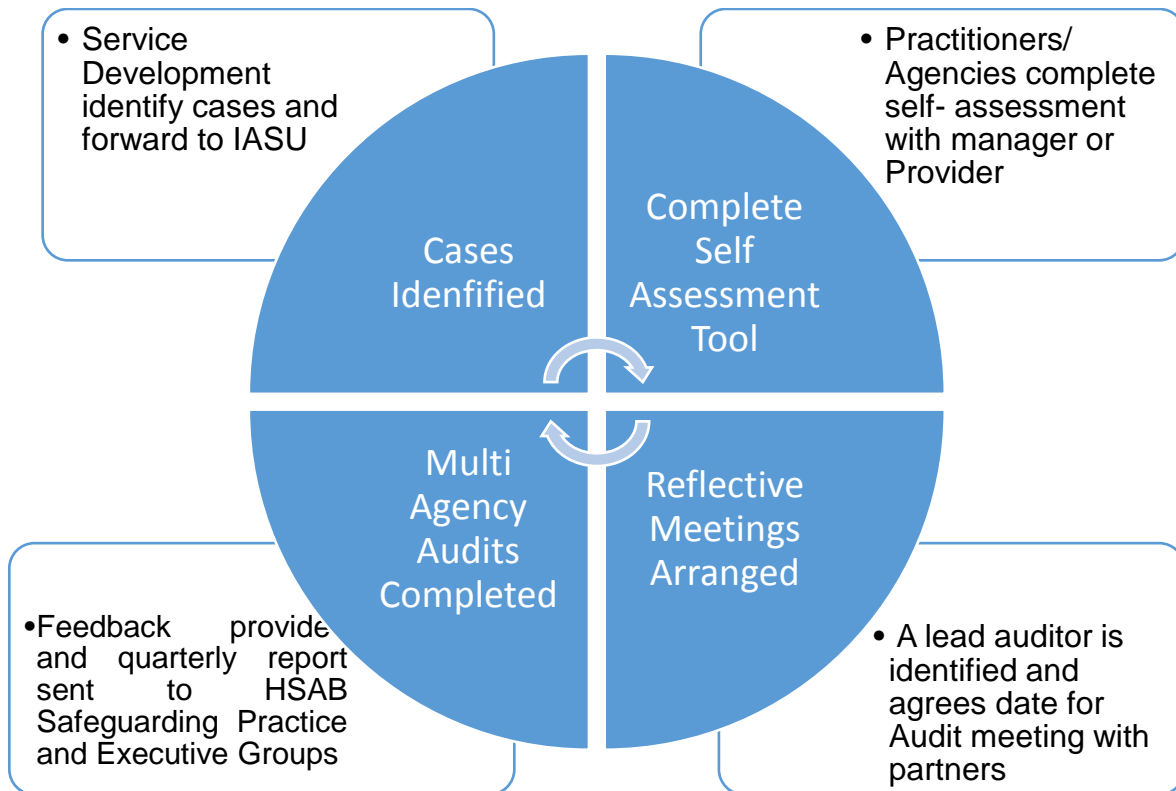 • Service
Development
identify cases and
forward to IASU
• Practitioners/
Agencies complete
self- assessment
with manager or
Provider
Cases
Idenfified
Complete
Self
Assessment
Tool
Multi
Agency
Audits
Completed
Reflective
Meetings
Arranged
•Feedback provide
and quarterly report
sent to HSAB
Safeguarding Practice
and Executive Groups
• A lead auditor is
identified and
agrees date for
Audit meeting with
partners